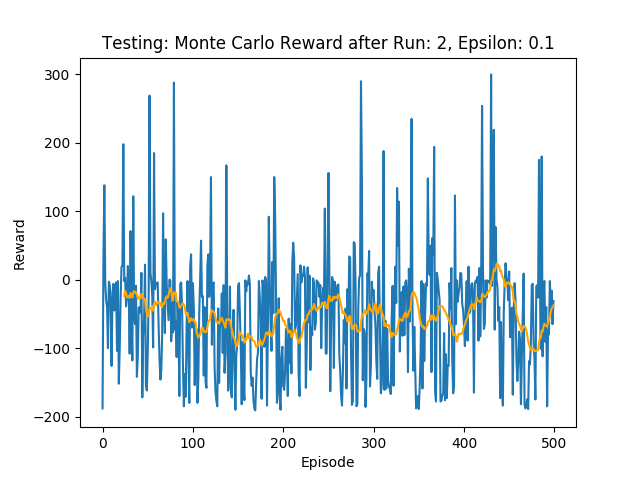 Testing: Monte Carlo Reward after Run: 2, Epsilon: 0.1
300
200
100
0
−100
−200
Reward
0 100 200 300 400 500
Episode